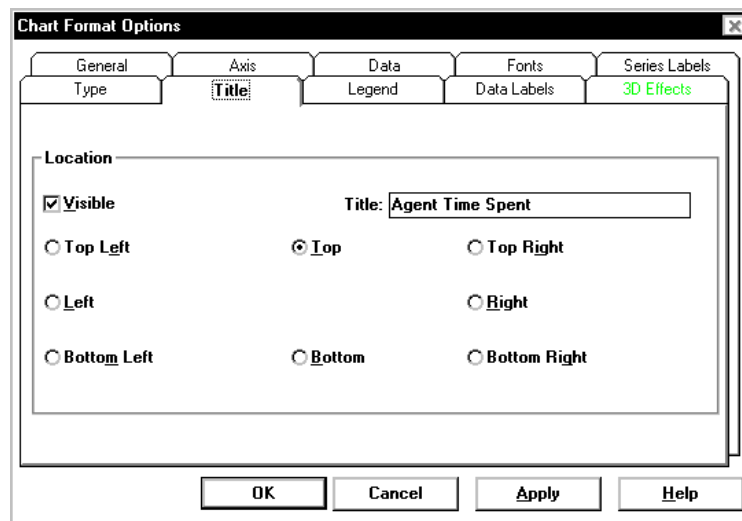 Chart Format Options
General Axis Data Fonts Series Labels
Type Title Legend Data Labels 3D Effects
Location
Visible Title: Agent Time Spent
Top Left Top Top Right
Left Right
Bottom Left Bottom Bottom Right
OK Cancel Apply Help